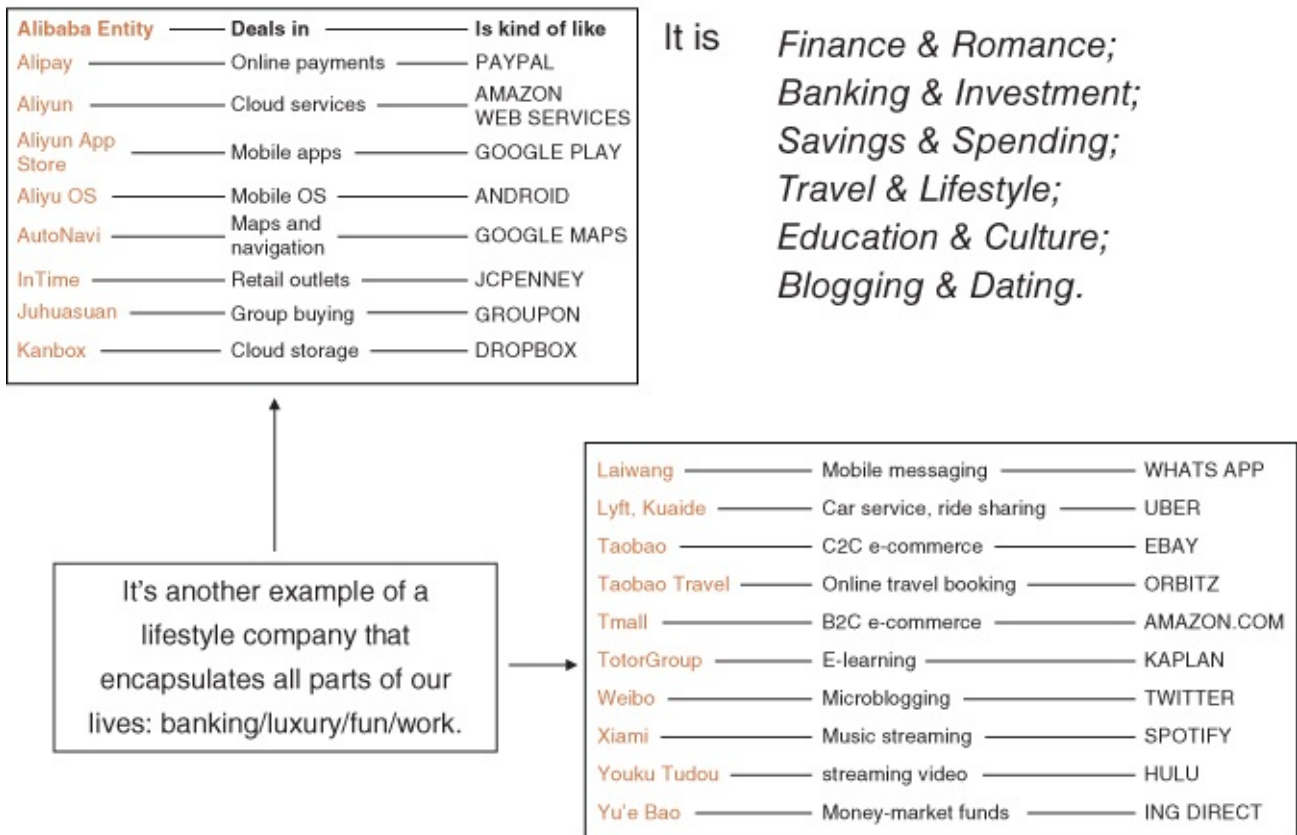 Alibaba Entity Deals in Is kind of like
Alipay Online payments PAYPAL
Aliyun Cloud services AMAZON
WEB SERVICES
Aliyun App
Store Mobile apps GOOGLE PLAY
Aliyu OS Mobile OS ANDROID
AutoNavi Maps and
navigation GOOGLE MAPS
InTime Retail outlets JCPENNEY
Juhuasuan Group buying GROUPON
Kanbox Cloud storage DROPBOX
It is
Finance & Romance;
Banking & Investment;
Savings & Spending;
Travel & Lifestyle;
Education & Culture;
Blogging & Dating.
It's another example of a
lifestyle company that
encapsulates all parts of our
lives: banking/luxury/fun/work.
Laiwang Mobile messaging WHATS APP
Lyft, Kuaide Car service, ride sharing UBER
Taobao C2C e-commerce EBAY
Taobao Travel Online travel booking ORBITZ
Tmall B2C e-commerce AMAZON.COM
TotorGroup E-learning KAPLAN
Weibo Microblogging TWITTER
Xiami Music streaming SPOTIFY
Youku Tudou streaming video HULU
Yu'e Bao Money-market funds ING DIRECT